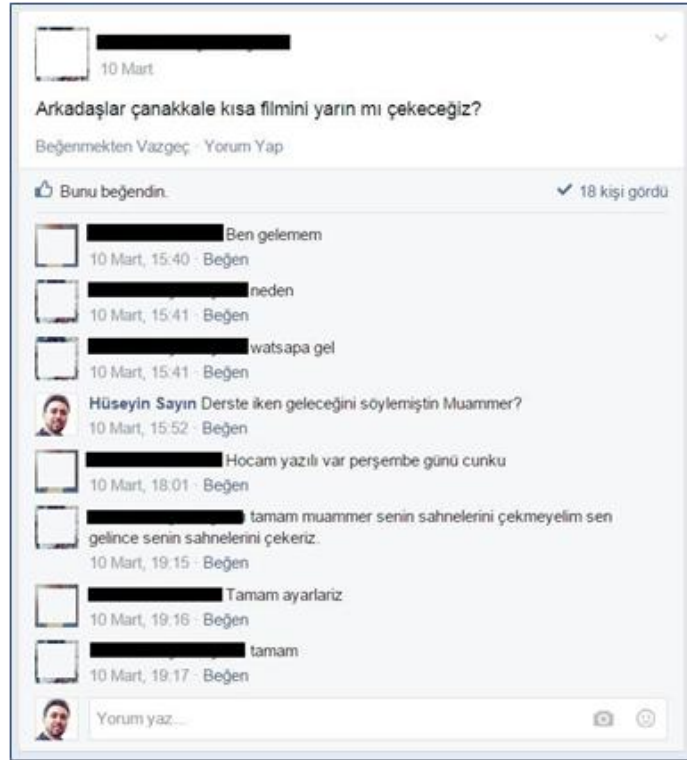 10 Mart
Arkadaşlar çanakkale kısa filmini yarın mı çekeceğiz?
Beğenmekten Vazgeç · Yorum Yap
Bunu beğendin. 18 kişi gördü
Ben gelemem
10 Mart, 15:40 · Beğen
neden
10 Mart, 15:41 · Beğen
watsapa gel
10 Mart, 15:41 · Beğen
Hüseyin Sayın Derste iken geleceğini söylemiştin Muammer?
10 Mart, 15:52 · Beğen
Hocam yazılı var perşembe günü cunku
10 Mart, 18:01 · Beğen
tamam muammer senin sahnelerini çekmeyelim sen
gelince senin sahnelerini çekeriz.
10 Mart, 19:15 · Beğen
Tamam ayarlariz
10 Mart, 19:16 · Beğen
tamam
10 Mart, 19:17 · Beğen
Yorum yaz...